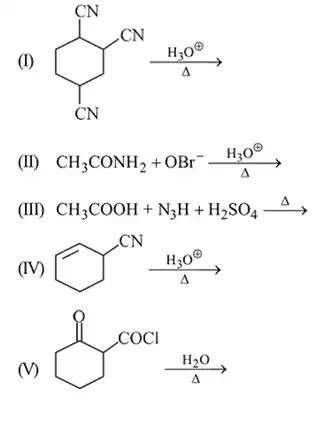 CN
CN
(I) H₃O⊕
Δ
CN
(II) CH₃CONH₂ + OBr⁻ H₃O⊕
Δ
(III) CH₃COOH + N₃H + H₂SO₄ Δ
CN
(IV) H₃O⊕
Δ
O
COCl
(V) H₂O
Δ